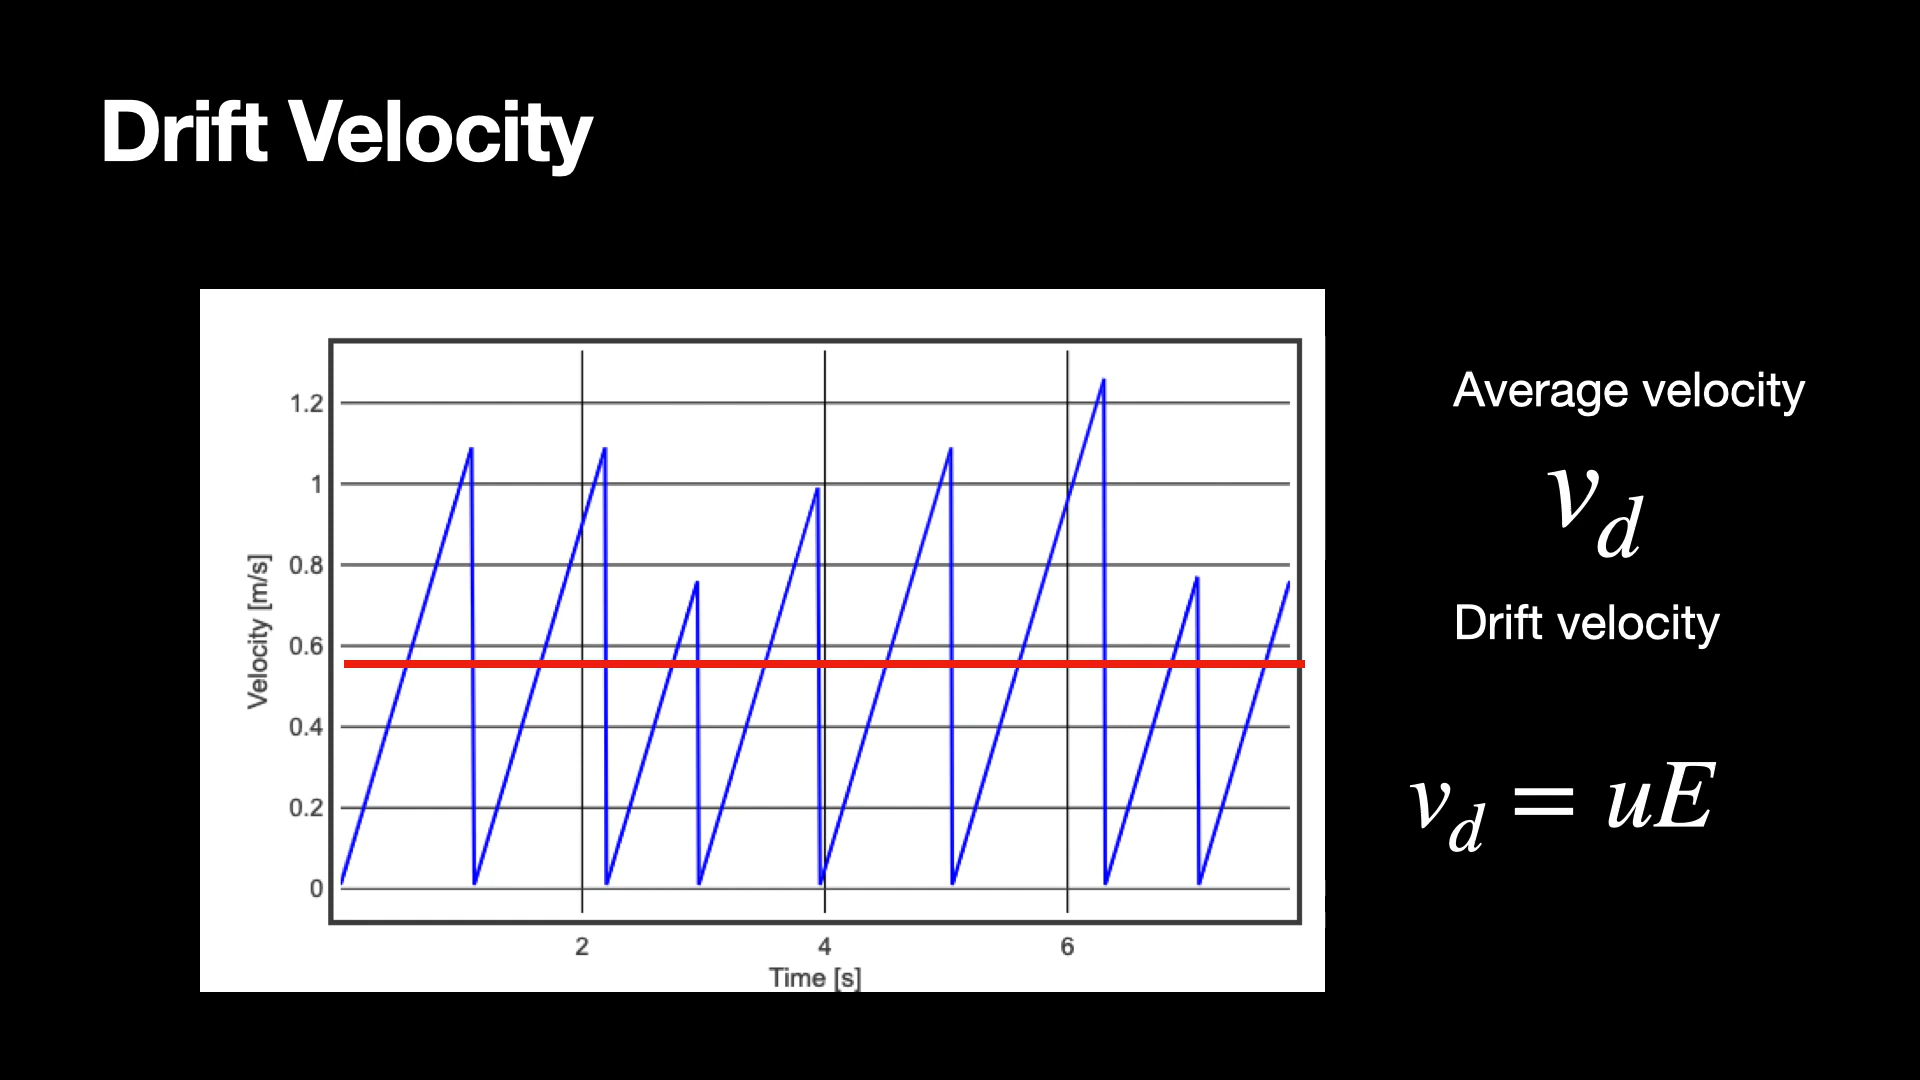 Drift Velocity
1.2
1
0.8
0.6
0.4
0.2
0
Velocity [m/s]
2 4 6
Time [s]
Average velocity
v_d
Drift velocity
v_d = uE